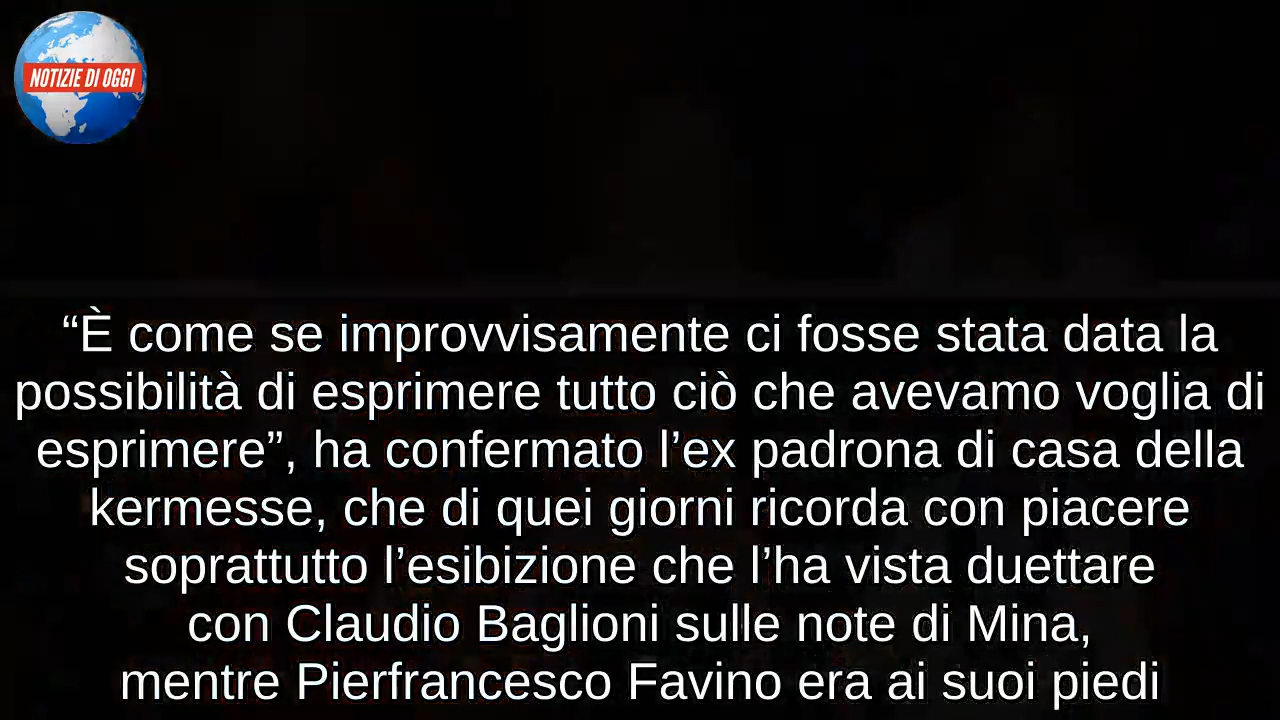 NOTIZIE DI OGGI
“È come se improvvisamente ci fosse stata data la
possibilità di esprimere tutto ciò che avevamo voglia di
esprimere”, ha confermato l’ex padrona di casa della
kermesse, che di quei giorni ricorda con piacere
soprattutto l’esibizione che l’ha vista duettare
con Claudio Baglioni sulle note di Mina,
mentre Pierfrancesco Favino era ai suoi piedi